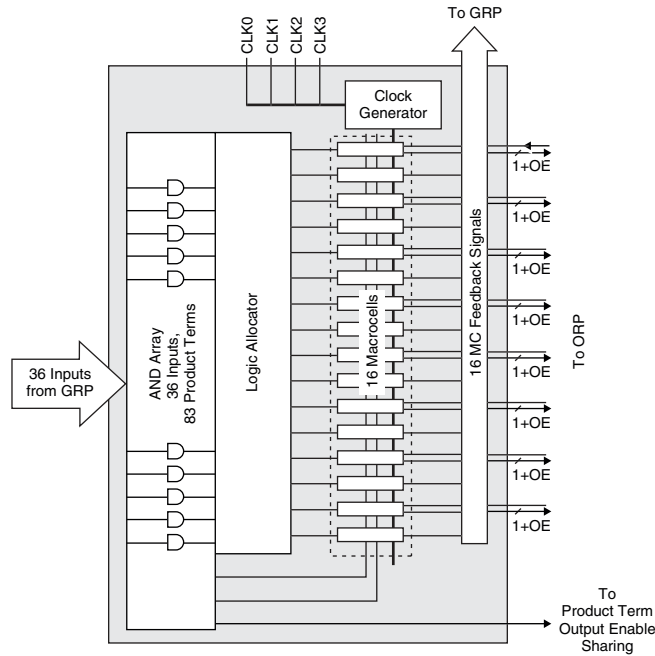 To GRP
CLK0
CLK1
CLK2
CLK3
Clock
Generator
1+OE
1+OE
1+OE
1+OE
1+OE
1+OE
1+OE
1+OE
36 Inputs
from GRP
AND Array
36 Inputs,
83 Product Terms
Logic Allocator
16 Macrocells
16 MC Feedback Signals
To ORP
To
Product Term
Output Enable
Sharing